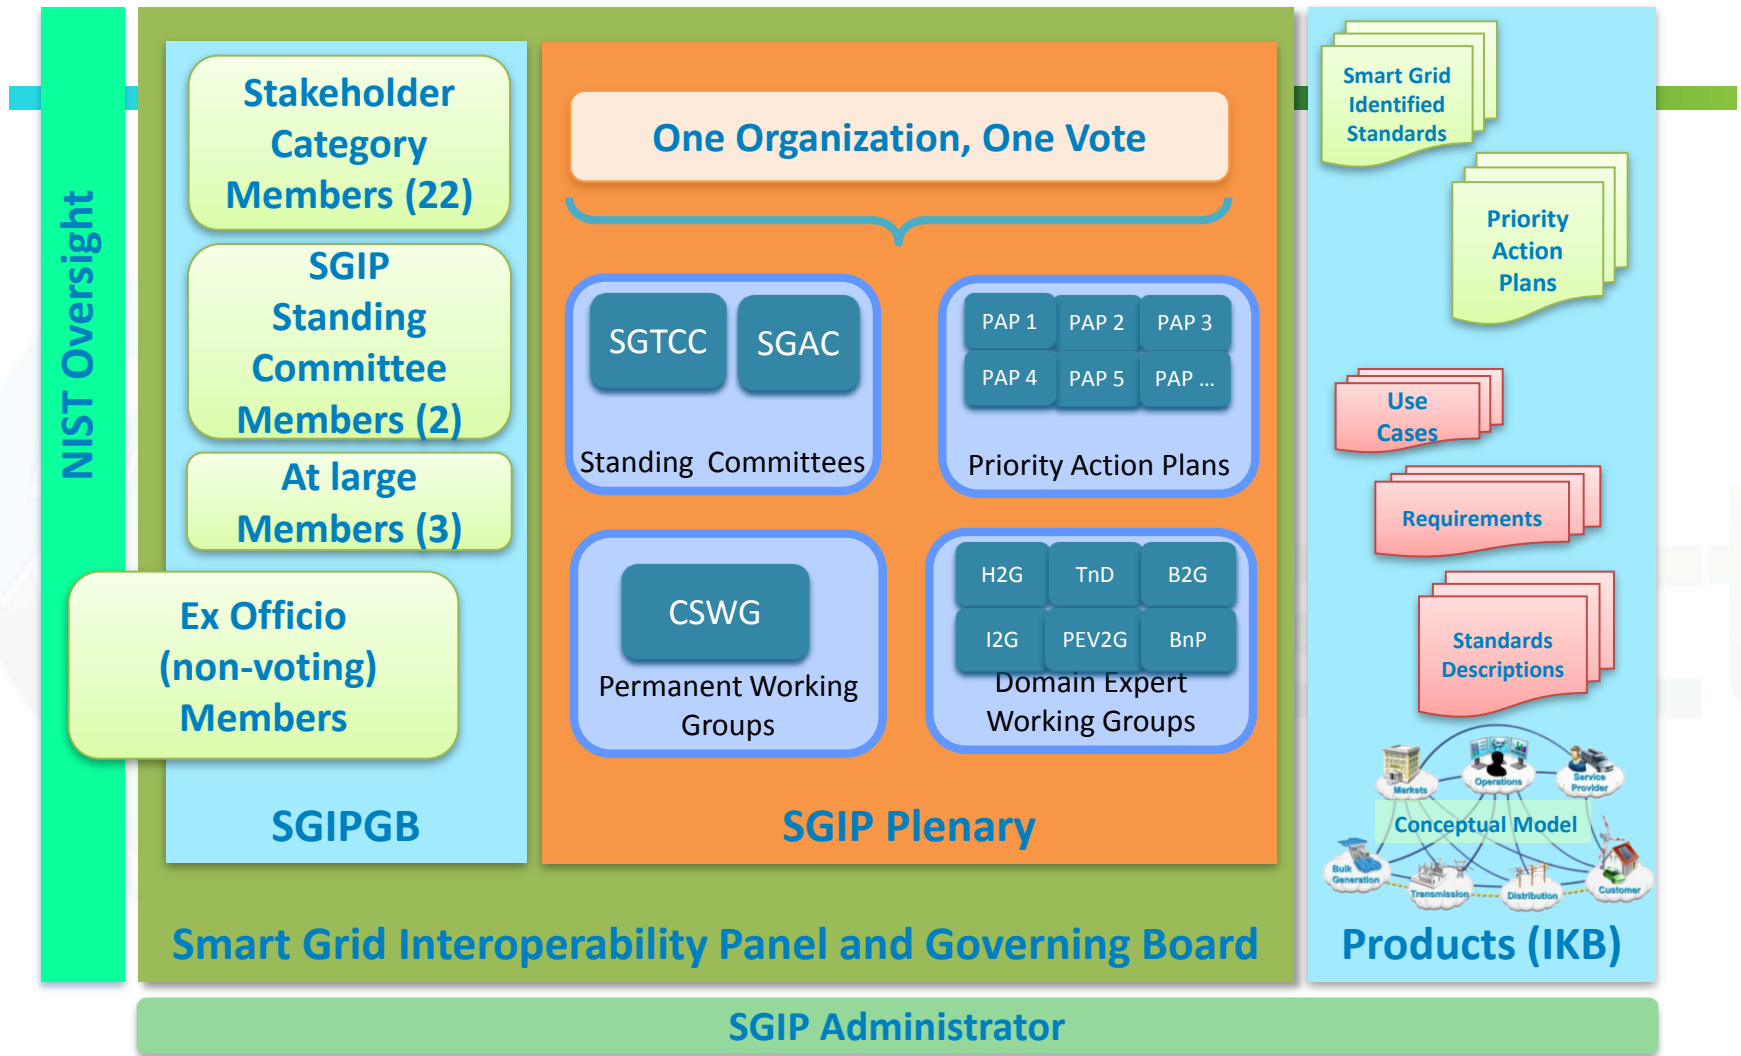 NIST Oversight
Stakeholder
Category
Members (22)
SGIP
Standing
Committee
Members (2)
At large
Members (3)
Ex Officio
(non-voting)
Members
SGIPGB
One Organization, One Vote
SGTCC
SGAC
Standing Committees
PAP 1
PAP 2
PAP 3
PAP 4
PAP 5
PAP ...
Priority Action Plans
CSWG
Permanent Working
Groups
H2G
TnD
B2G
I2G
PEV2G
BnP
Domain Expert
Working Groups
SGIP Plenary
Smart Grid Interoperability Panel and Governing Board
Smart Grid
Identified
Standards
Priority
Action
Plans
Use
Cases
Requirements
Standards
Descriptions
Markets
Operations
Service
Provider
Conceptual Model
Bulk
Generation
Transmission
Distribution
Customer
Products (IKB)
SGIP Administrator